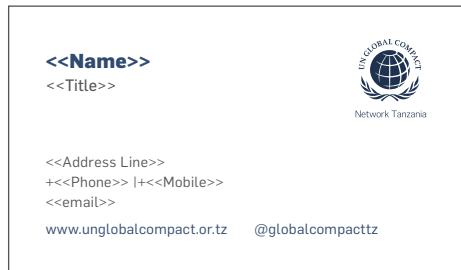 <<Name>>
<<Title>>
UN GLOBAL COMPACT
Network Tanzania
<<Address Line>>
+<<Phone>> |+<<Mobile>>
<<email>>
www.unglobalcompact.or.tz @globalcompacttz